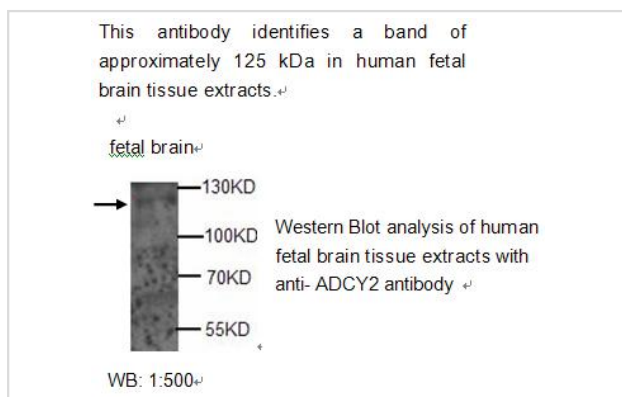 This antibody identifies a band of
approximately 125 kDa in human fetal
brain tissue extracts.↵
↵
fetal brain↵
130KD
100KD
70KD
55KD
Western Blot analysis of human
fetal brain tissue extracts with
anti- ADCY2 antibody ↵
WB: 1:500↵